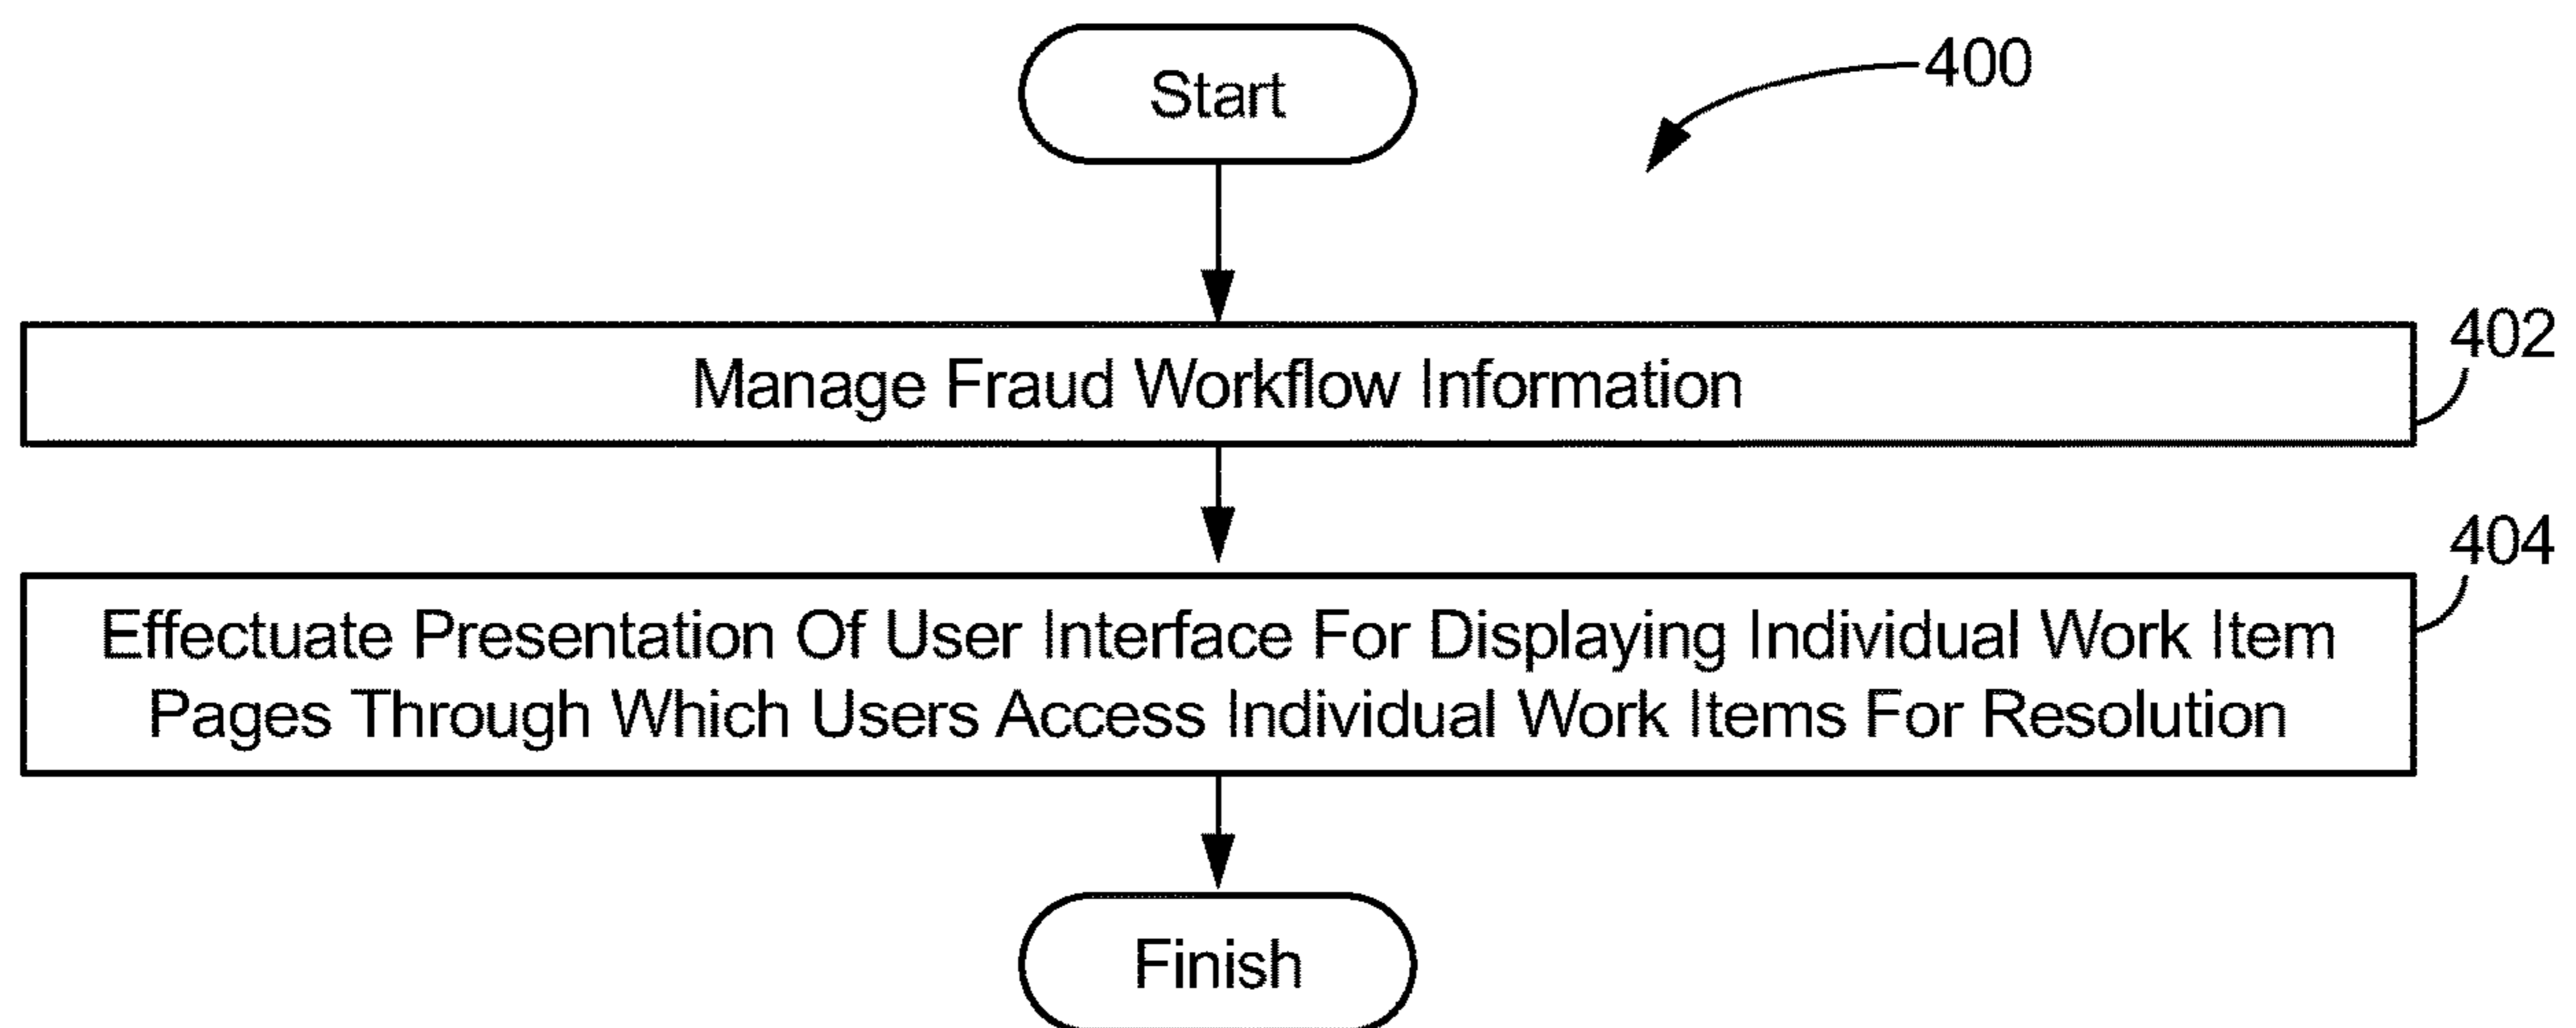 Start
400
Manage Fraud Workflow Information
402
404
Effectuate Presentation Of User Interface For Displaying Individual Work Item
Pages Through Which Users Access Individual Work Items For Resolution
Finish